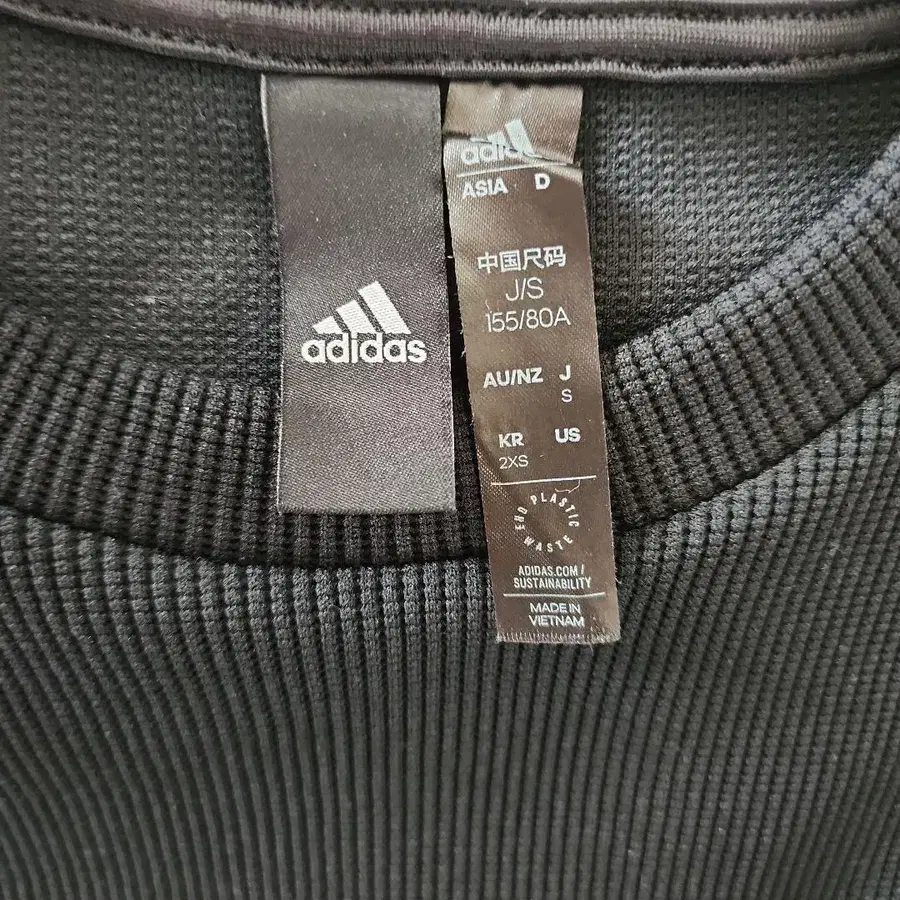 adidas
adidas
ASIA D
中国尺码
J/S
155/80A
AU/NZ J
S
KR US
2XS
END PLASTIC WASTE
ADIDAS.COM/
SUSTAINABILITY
MADE IN
VIETNAM